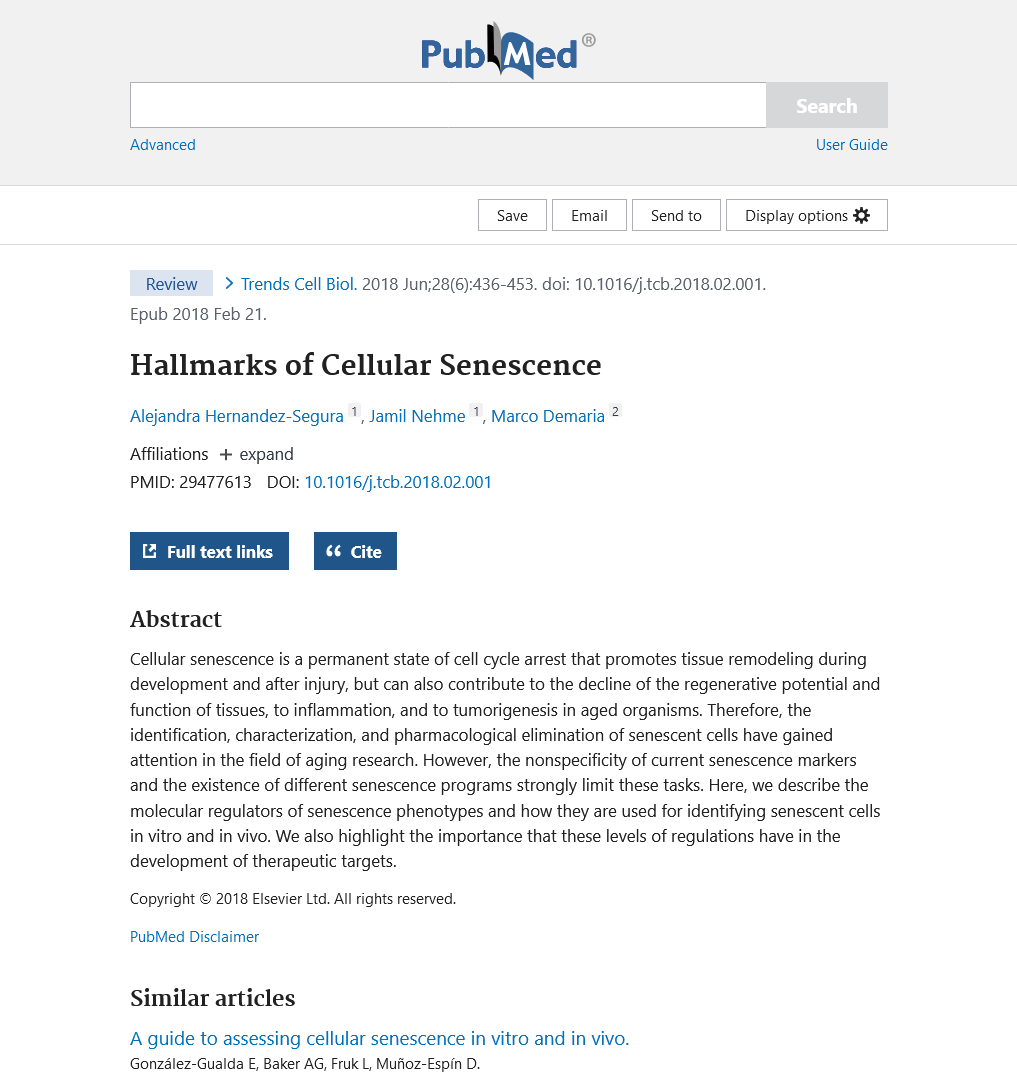 PubMed®
Search
Advanced
User Guide
Save
Email
Send to
Display options
Review
Trends Cell Biol. 2018 Jun;28(6):436-453. doi: 10.1016/j.tcb.2018.02.001.
Epub 2018 Feb 21.
Hallmarks of Cellular Senescence
Alejandra Hernandez-Segura 1, Jamil Nehme 1, Marco Demaria 2
Affiliations + expand
PMID: 29477613 DOI: 10.1016/j.tcb.2018.02.001
Full text links
Cite
Abstract
Cellular senescence is a permanent state of cell cycle arrest that promotes tissue remodeling during
development and after injury, but can also contribute to the decline of the regenerative potential and
function of tissues, to inflammation, and to tumorigenesis in aged organisms. Therefore, the
identification, characterization, and pharmacological elimination of senescent cells have gained
attention in the field of aging research. However, the nonspecificity of current senescence markers
and the existence of different senescence programs strongly limit these tasks. Here, we describe the
molecular regulators of senescence phenotypes and how they are used for identifying senescent cells
in vitro and in vivo. We also highlight the importance that these levels of regulations have in the
development of therapeutic targets.
Copyright © 2018 Elsevier Ltd. All rights reserved.
PubMed Disclaimer
Similar articles
A guide to assessing cellular senescence in vitro and in vivo.
González-Gualda E, Baker AG, Fruk L, Muñoz-Espín D.